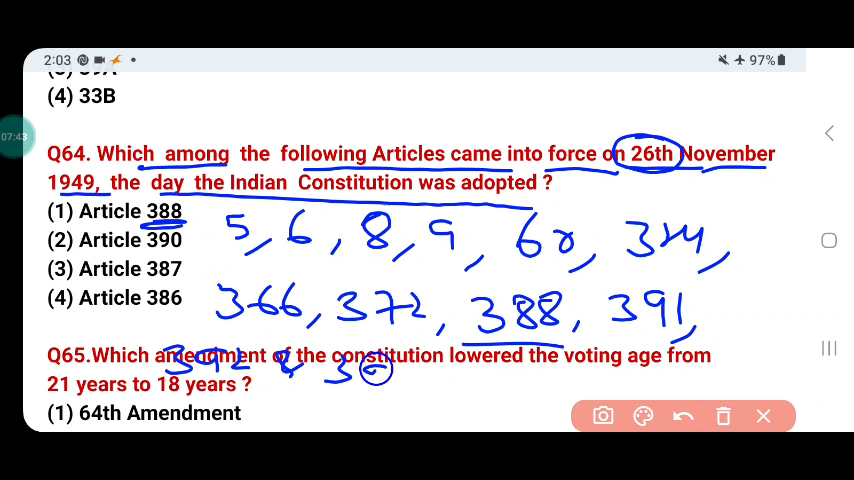 2:03 97%
(4) 33B
07:43
Q64. Which among the following Articles came into force on 26th November
1949, the day the Indian Constitution was adopted ?
(1) Article 388
(2) Article 390
(3) Article 387
(4) Article 386
5, 6, 8, 9, 60, 324,
366, 372, 388, 391,
392 &
Q65.Which amendment of the constitution lowered the voting age from
21 years to 18 years ?
(1) 64th Amendment